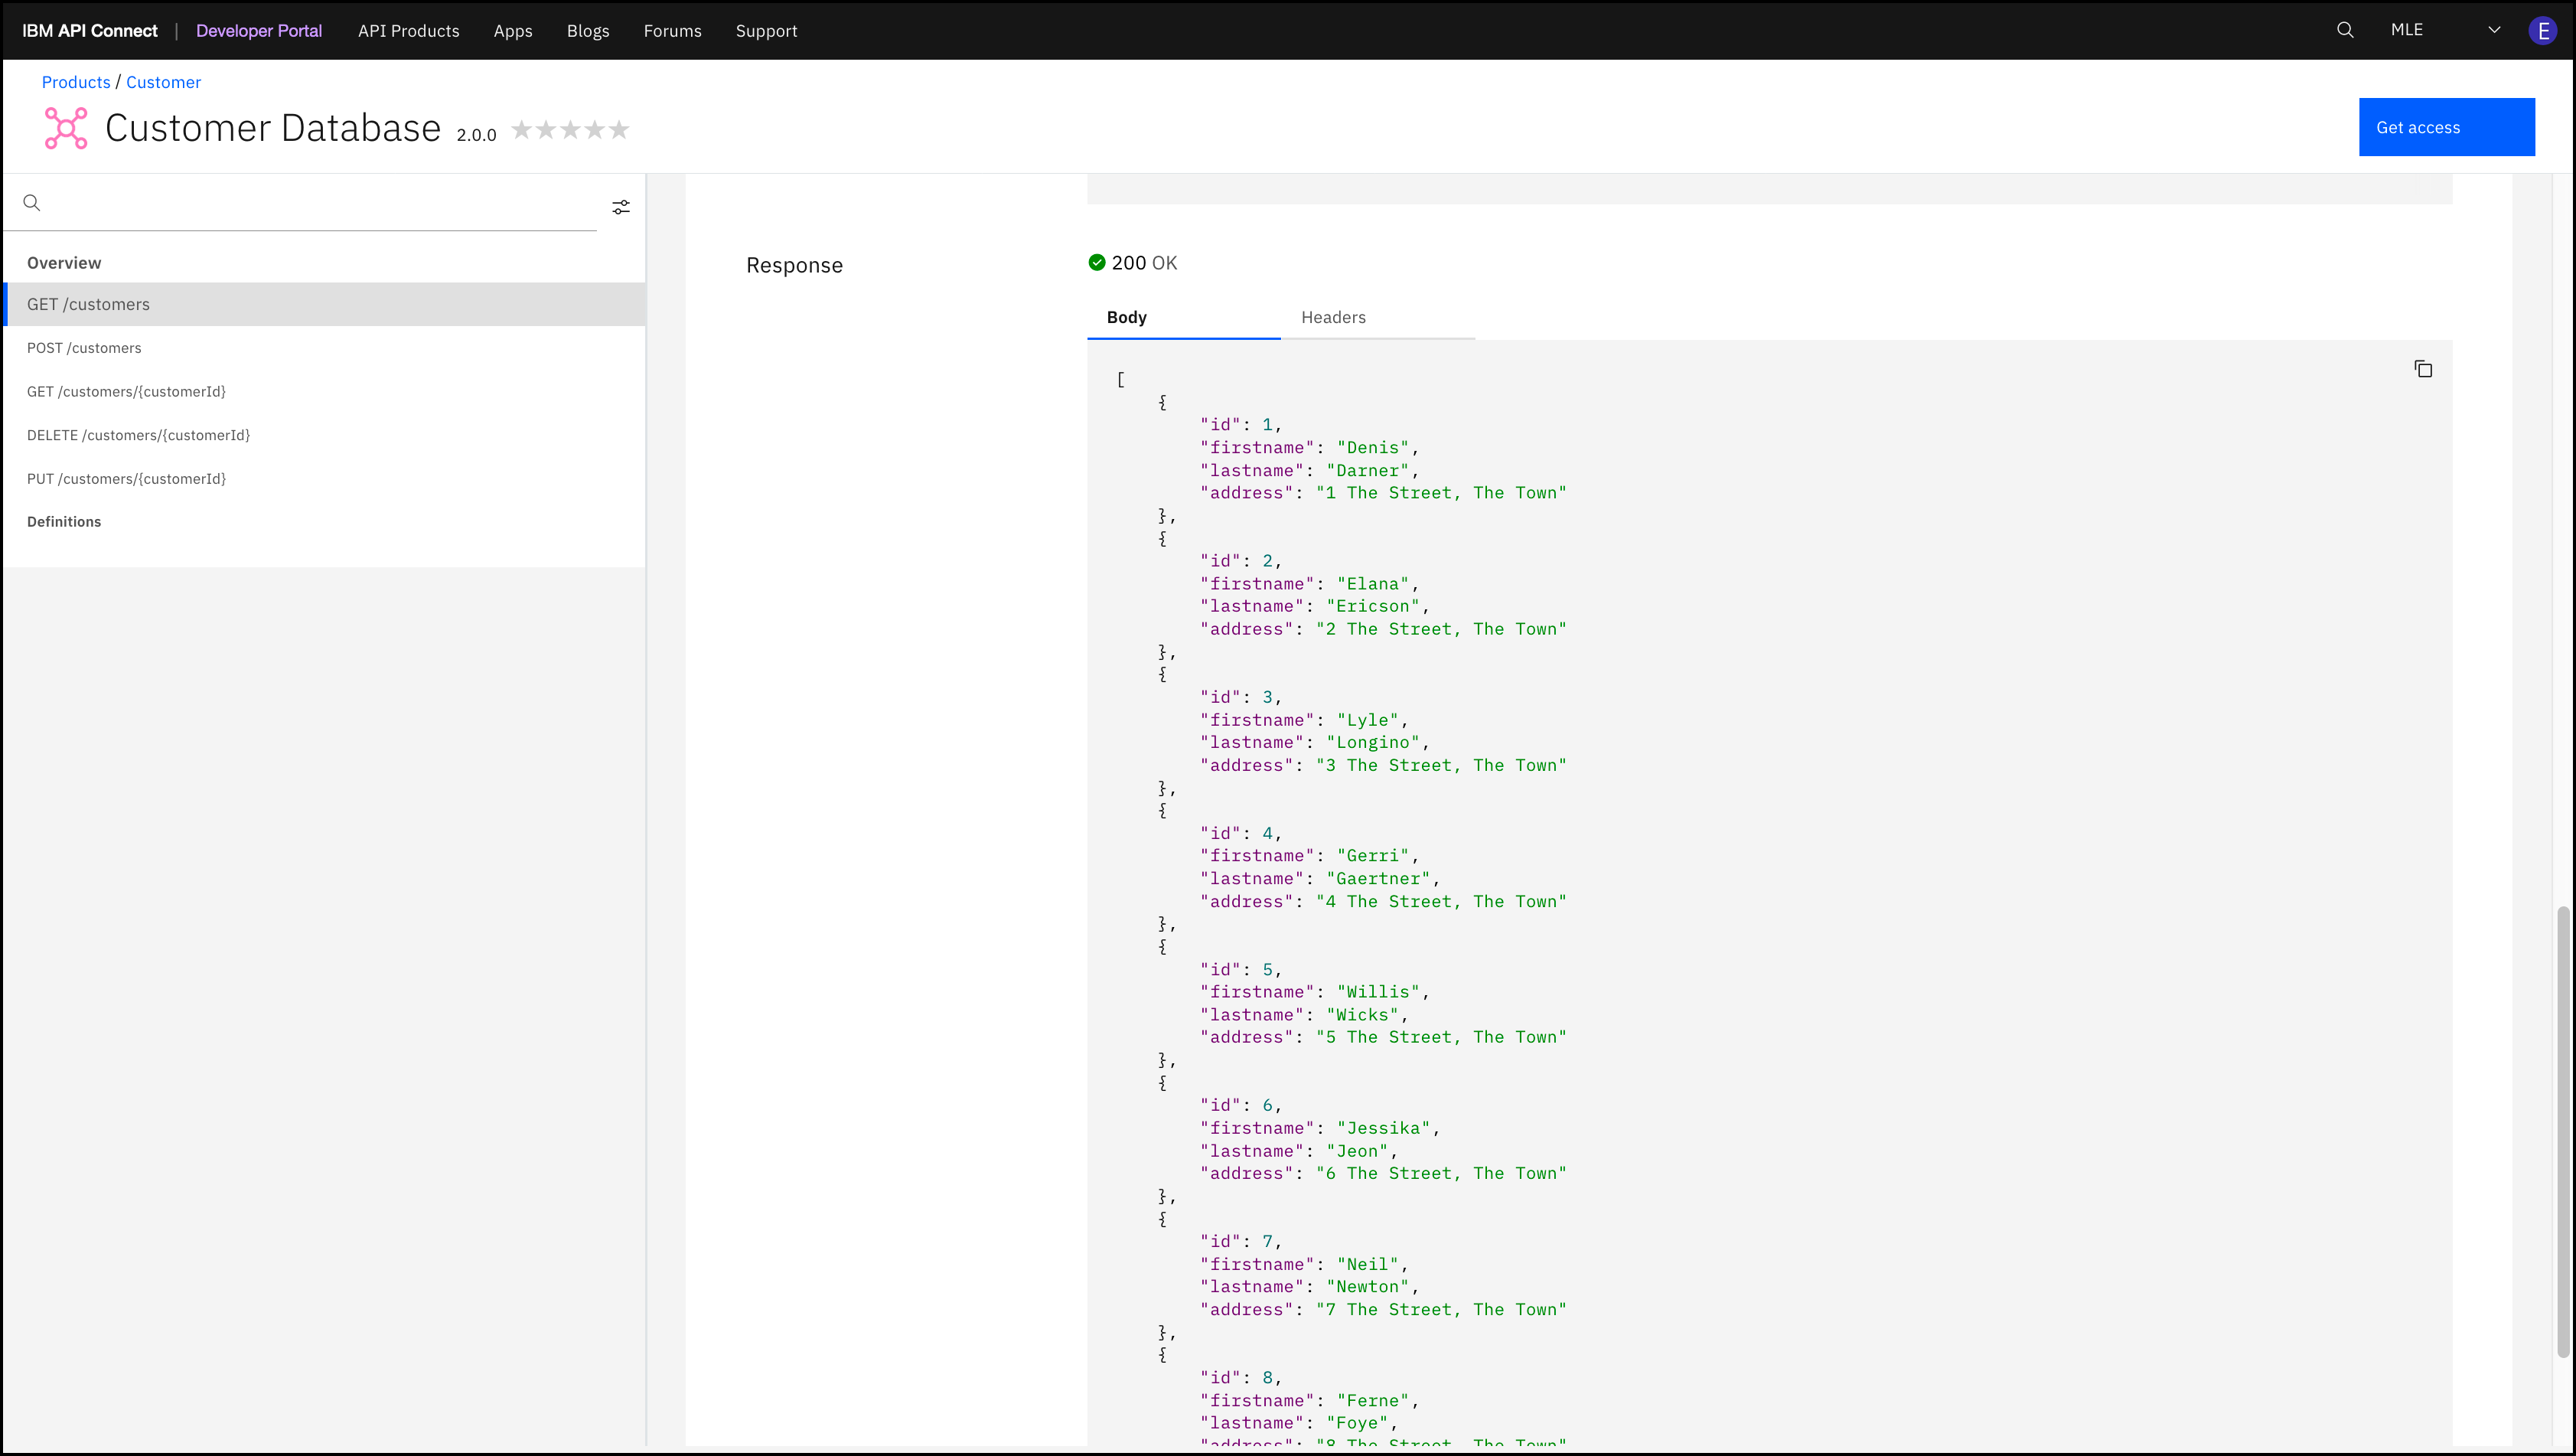 IBM API Connect | Developer Portal API Products Apps Blogs Forums Support MLE E
Products / Customer
Customer Database 2.0.0
Get access
Overview
GET /customers
POST /customers
GET /customers/{customerId}
DELETE /customers/{customerId}
PUT /customers/{customerId}
Definitions
Response
200 OK
Body Headers
[
{
"id": 1,
"firstname": "Denis",
"lastname": "Darner",
"address": "1 The Street, The Town"
},
{
"id": 2,
"firstname": "Elana",
"lastname": "Ericson",
"address": "2 The Street, The Town"
},
{
"id": 3,
"firstname": "Lyle",
"lastname": "Longino",
"address": "3 The Street, The Town"
},
{
"id": 4,
"firstname": "Gerri",
"lastname": "Gaertner",
"address": "4 The Street, The Town"
},
{
"id": 5,
"firstname": "Willis",
"lastname": "Wicks",
"address": "5 The Street, The Town"
},
{
"id": 6,
"firstname": "Jessika",
"lastname": "Jeon",
"address": "6 The Street, The Town"
},
{
"id": 7,
"firstname": "Neil",
"lastname": "Newton",
"address": "7 The Street, The Town"
},
{
"id": 8,
"firstname": "Ferne",
"lastname": "Foye",
"address": "8 The Street, The Town"